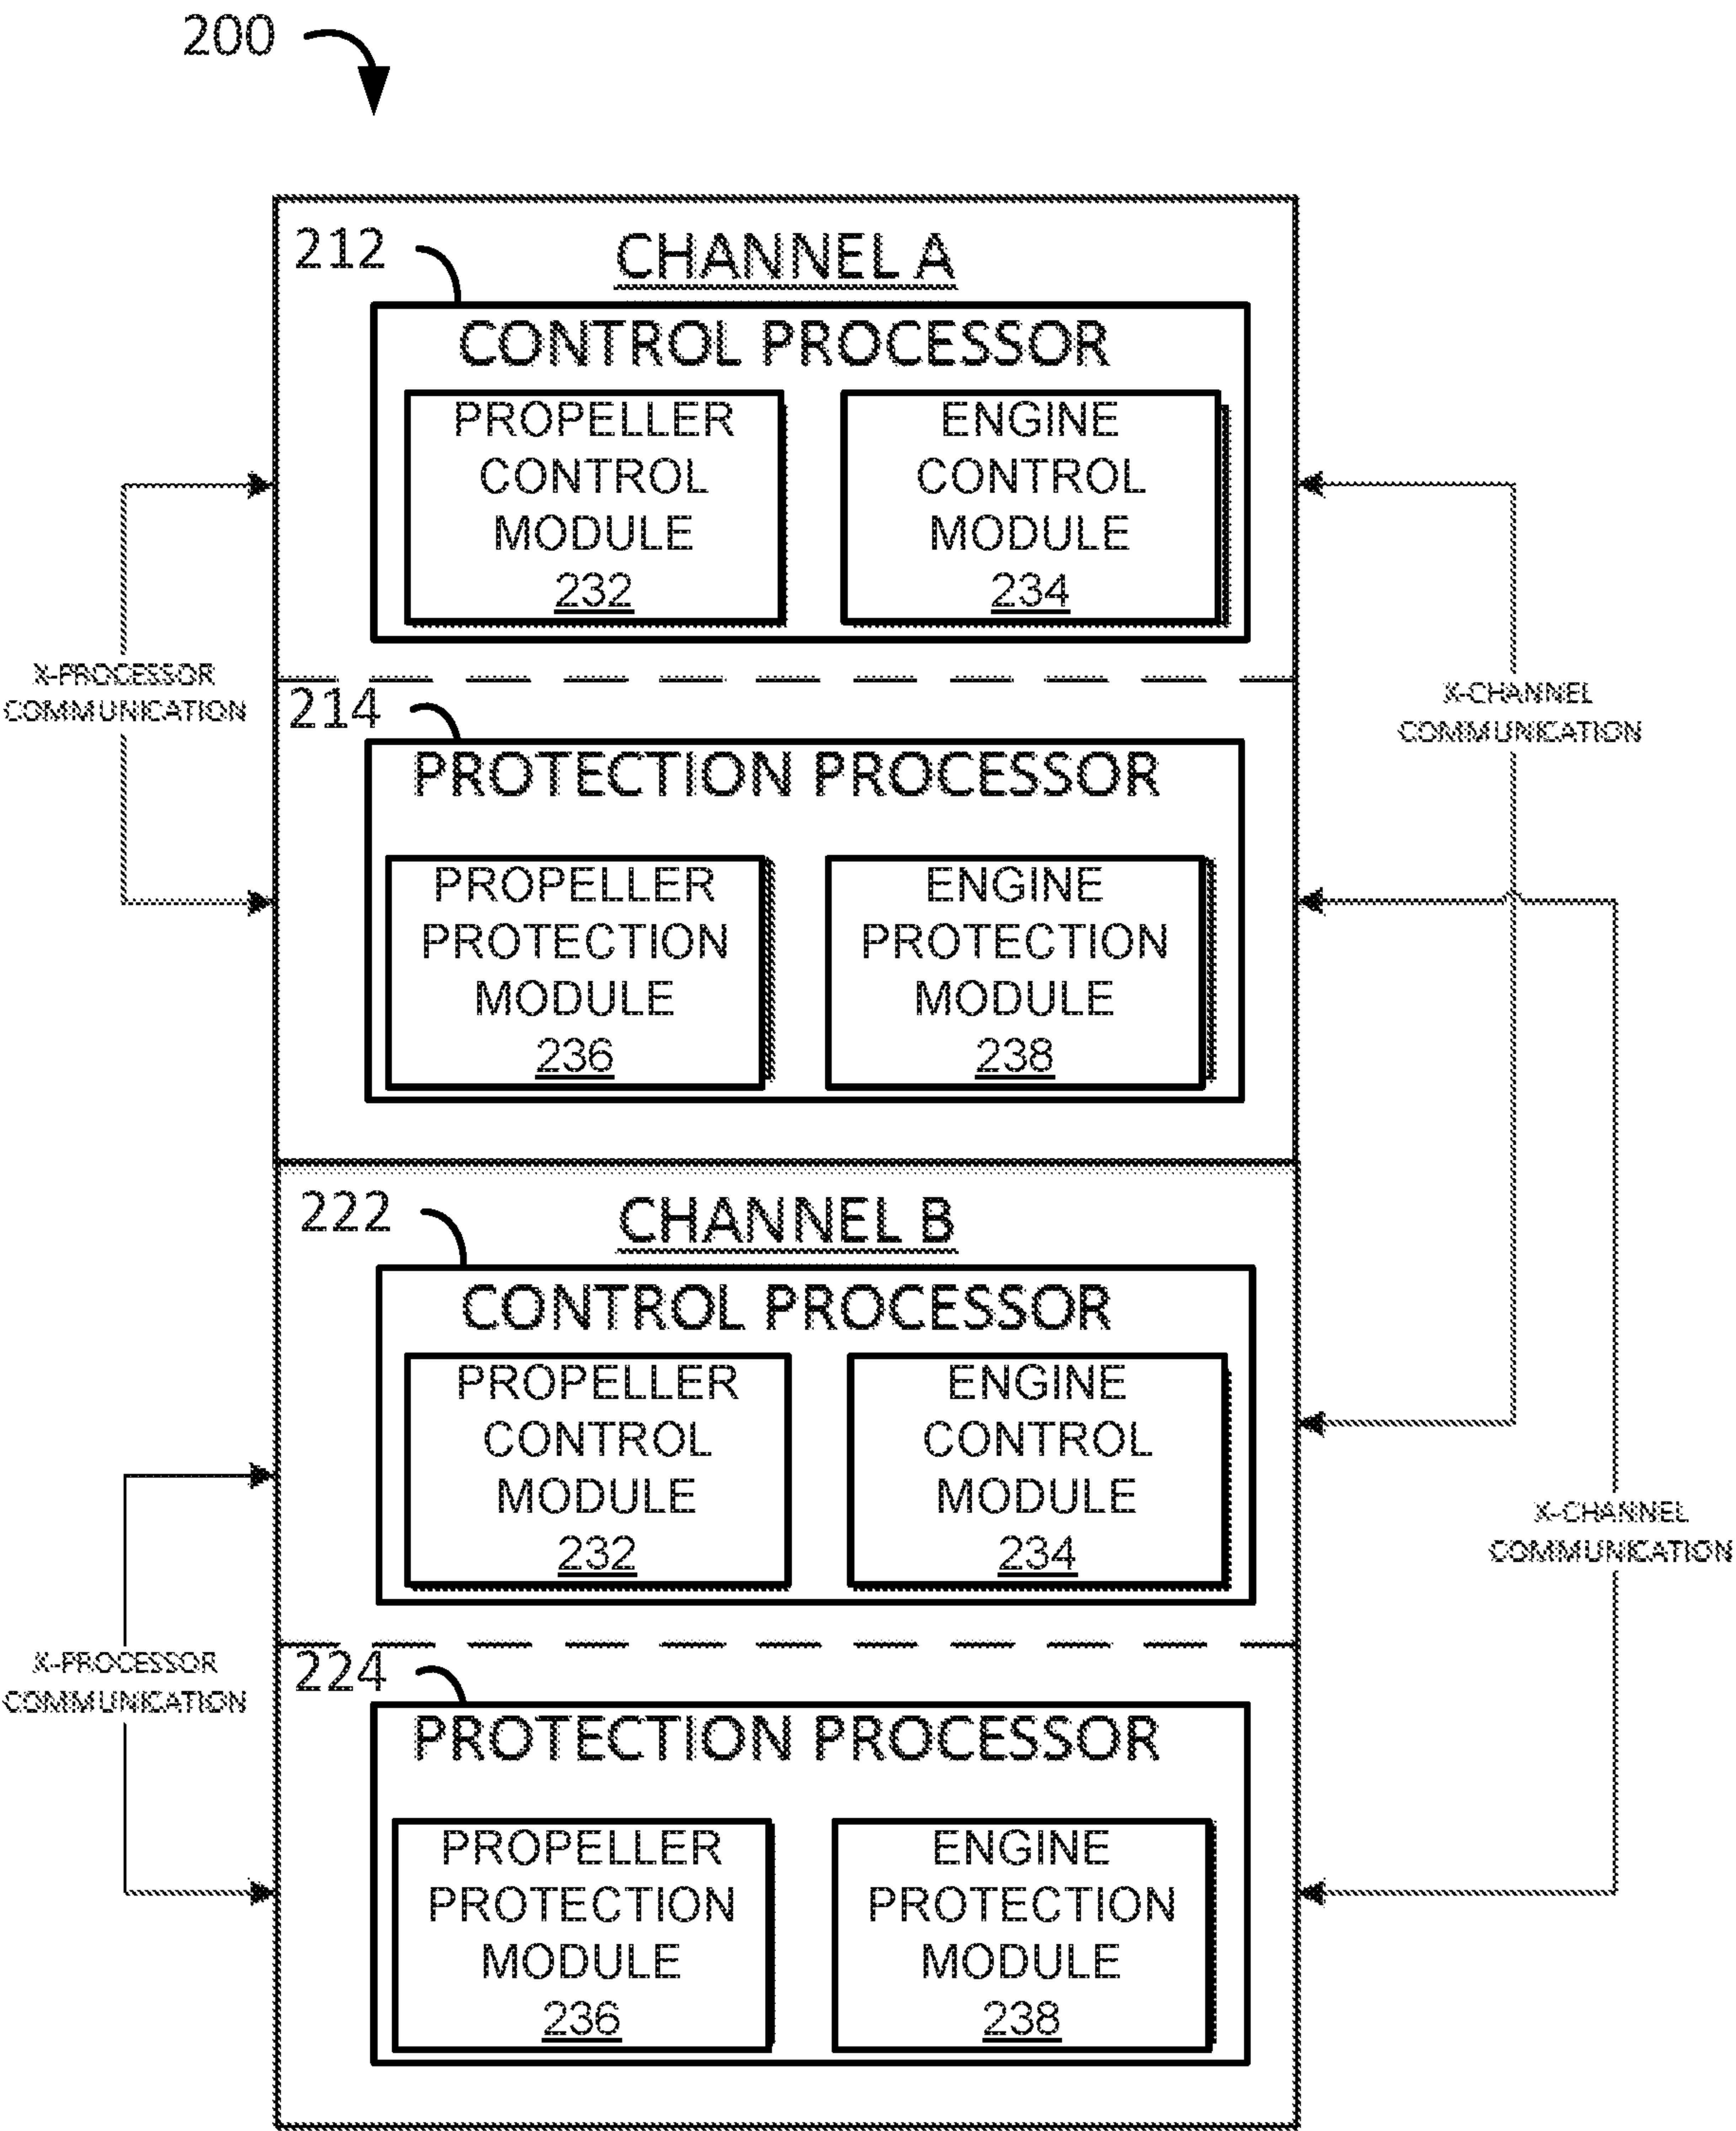 200
212
CHANNEL A
CONTROL PROCESSOR
PROPELLER
CONTROL
MODULE
232
ENGINE
CONTROL
MODULE
234
X-PROCESSOR
COMMUNICATION
X-CHANNEL
COMMUNICATION
214
PROTECTION PROCESSOR
PROPELLER
PROTECTION
MODULE
236
ENGINE
PROTECTION
MODULE
238
222
CHANNEL B
CONTROL PROCESSOR
PROPELLER
CONTROL
MODULE
232
ENGINE
CONTROL
MODULE
234
X-CHANNEL
COMMUNICATION
X-PROCESSOR
COMMUNICATION
224
PROTECTION PROCESSOR
PROPELLER
PROTECTION
MODULE
236
ENGINE
PROTECTION
MODULE
238